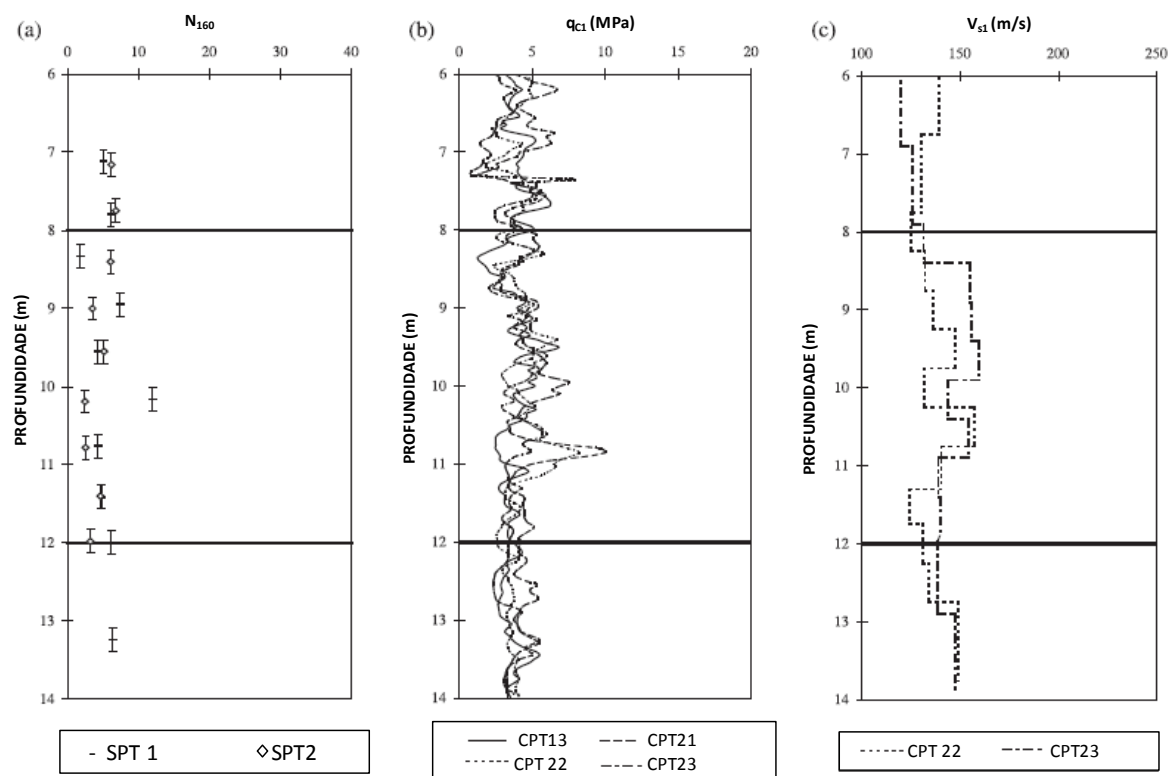 (a)
N160
0 10 20 30 40
6
7
8
9
10
11
12
13
14
PROFUNDIDADE (m)
- SPT 1 ◇SPT2
(b)
qC1 (MPa)
0 5 10 15 20
6
7
8
9
10
11
12
13
14
PROFUNDIDADE (m)
CPT13 CPT21
CPT 22 CPT23
(c)
Vs1 (m/s)
100 150 200 250
6
7
8
9
10
11
12
13
14
PROFUNDIDADE (m)
CPT 22 CPT23